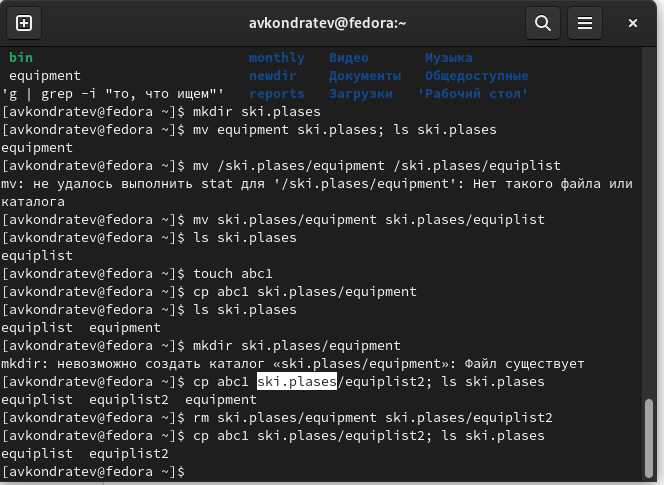 avkondratev@fedora:~
bin monthly Видео Музыка
equipment newdir Документы Общедоступные
'g | grep -i "то, что ищем"' reports Загрузки 'Рабочий стол'
[avkondratev@fedora ~]$ mkdir ski.plases
[avkondratev@fedora ~]$ mv equipment ski.plases; ls ski.plases
equipment
[avkondratev@fedora ~]$ mv /ski.plases/equipment /ski.plases/equiplist
mv: не удалось выполнить stat для '/ski.plases/equipment': Нет такого файла или
каталога
[avkondratev@fedora ~]$ mv ski.plases/equipment ski.plases/equiplist
[avkondratev@fedora ~]$ ls ski.plases
equiplist
[avkondratev@fedora ~]$ touch abc1
[avkondratev@fedora ~]$ cp abc1 ski.plases/equipment
[avkondratev@fedora ~]$ ls ski.plases
equiplist equipment
[avkondratev@fedora ~]$ mkdir ski.plases/equipment
mkdir: невозможно создать каталог «ski.plases/equipment»: Файл существует
[avkondratev@fedora ~]$ cp abc1 ski.plases/equiplist2; ls ski.plases
equiplist equiplist2 equipment
[avkondratev@fedora ~]$ rm ski.plases/equipment ski.plases/equiplist2
[avkondratev@fedora ~]$ cp abc1 ski.plases/equiplist2; ls ski.plases
equiplist equiplist2
[avkondratev@fedora ~]$